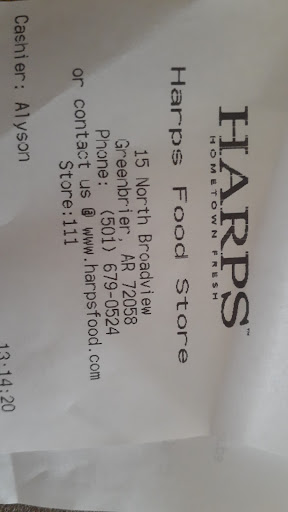 HARPS™
HOMETOWN FRESH
Harps Food Store
15 North Broadview
Greenbrier, AR 72058
Phone: (501) 679-0524
or contact us @ www.harpsfood.com
Store:111
Cashier: Alyson
13:14:20